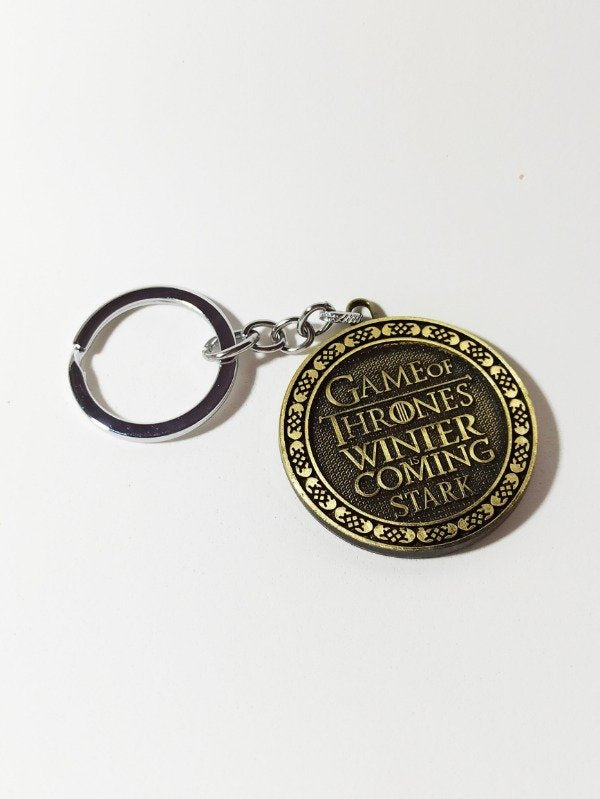 GAME OF
THRONES
WINTER
IS
COMING
STARK